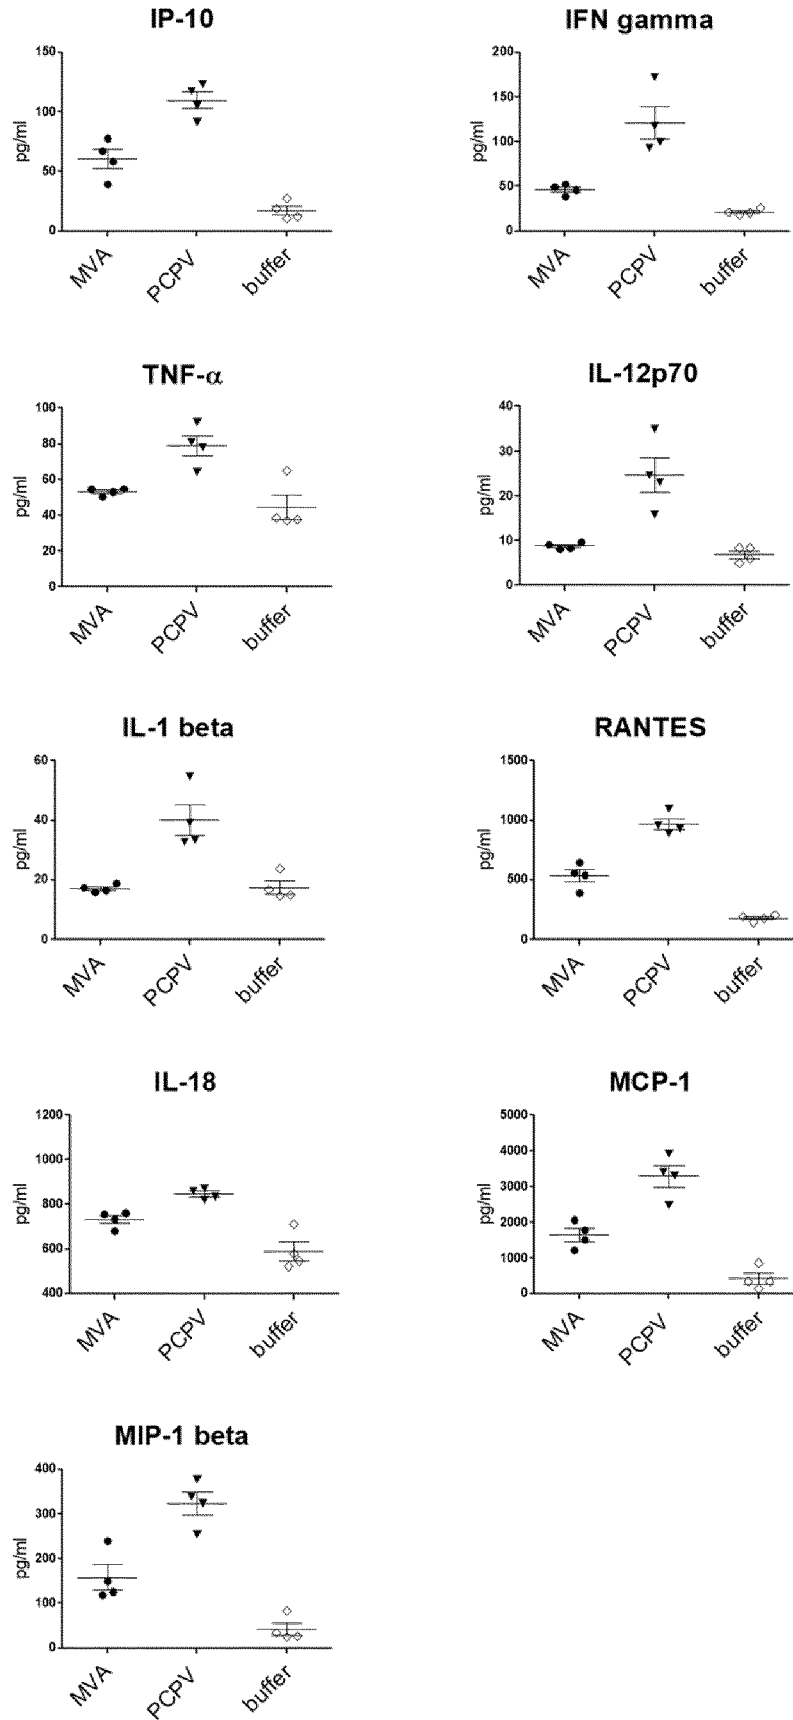 IP-10
150
100
50
0
pg/ml
MVA
PCPV
buffer
IFN gamma
200
150
100
50
0
pg/ml
MVA
PCPV
buffer
TNF-α
100
80
60
40
20
0
pg/ml
MVA
PCPV
buffer
IL-12p70
40
30
20
10
0
pg/ml
MVA
PCPV
buffer
IL-1 beta
60
40
20
0
pg/ml
MVA
PCPV
buffer
RANTES
1500
1000
500
0
pg/ml
MVA
PCPV
buffer
IL-18
1200
1000
800
600
400
pg/ml
MVA
PCPV
buffer
MCP-1
5000
4000
3000
2000
1000
0
pg/ml
MVA
PCPV
buffer
MIP-1 beta
400
300
200
100
0
pg/ml
MVA
PCPV
buffer